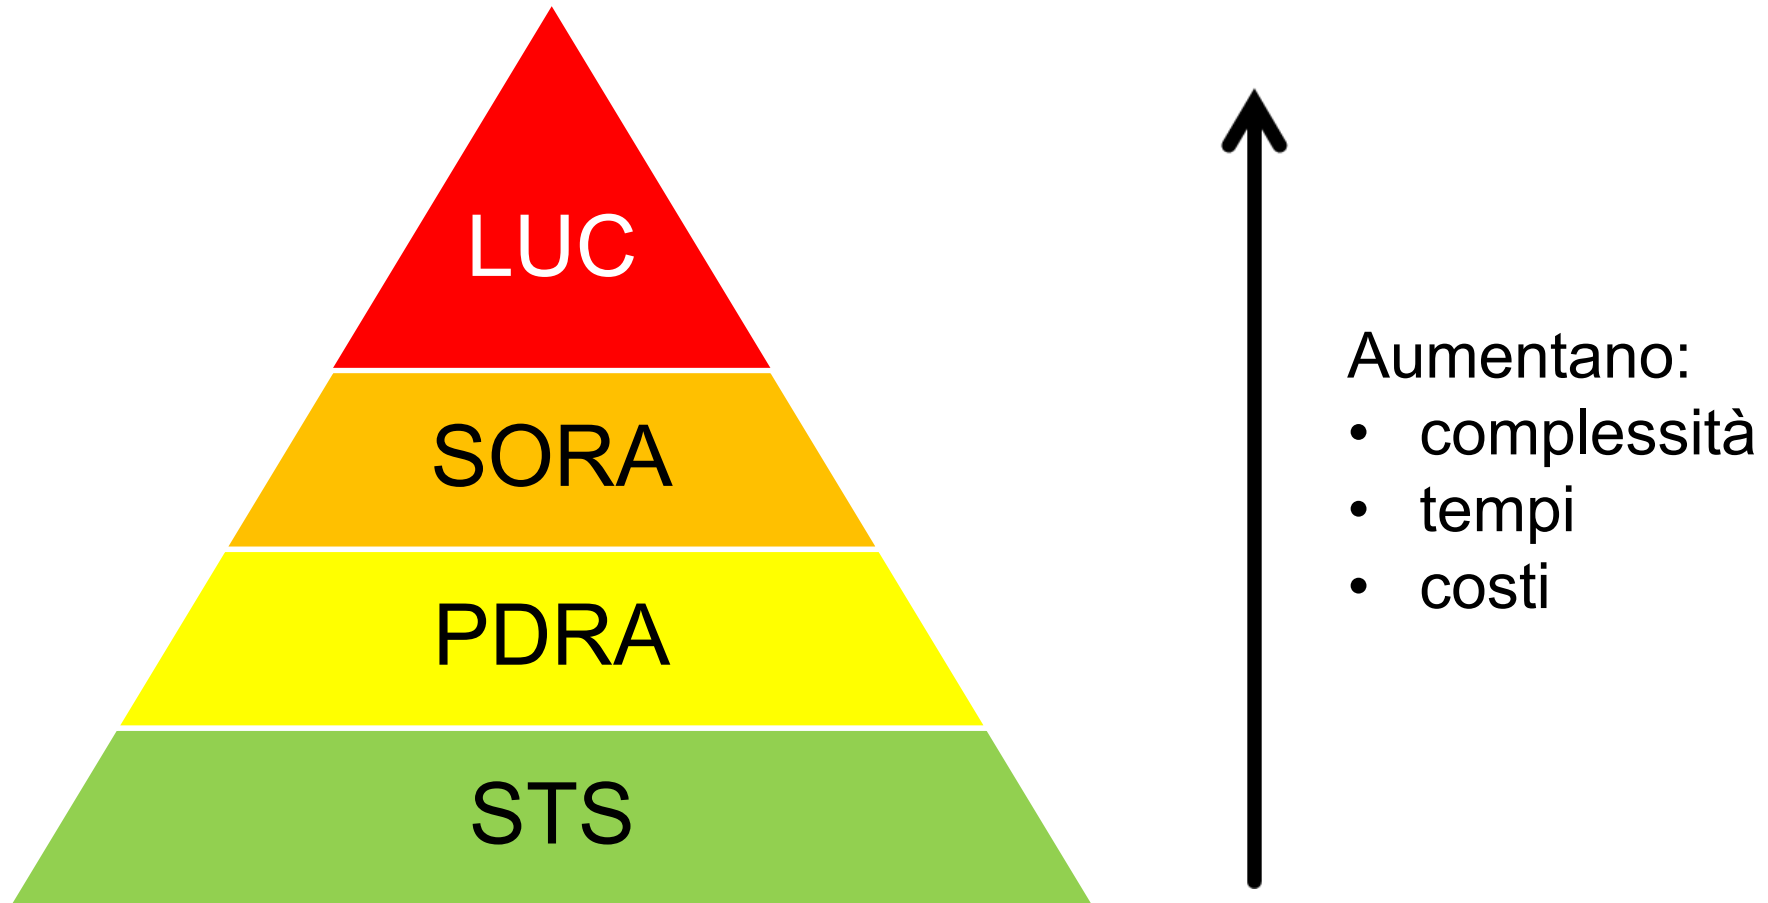 LUC
SORA
PDRA
STS
Aumentano:
• complessità
• tempi
• costi